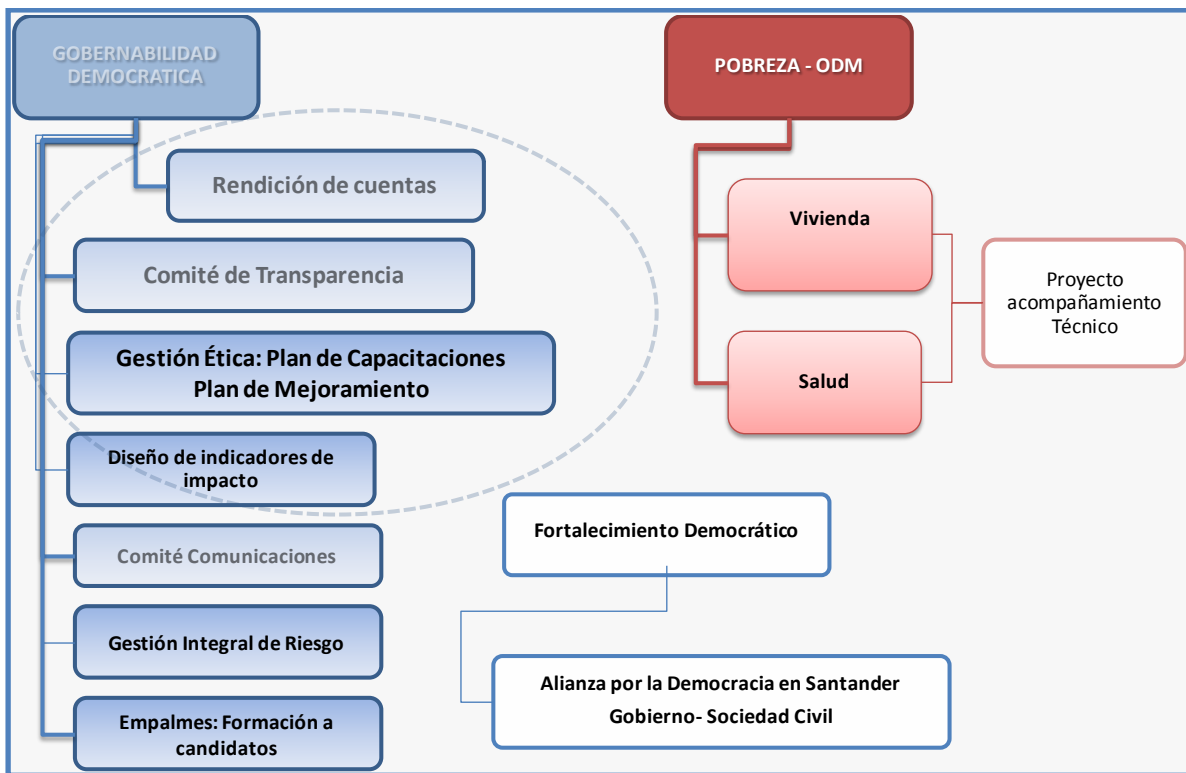 GOBERNABILIDAD
DEMOCRATICA
Rendición de cuentas
Comité de Transparencia
Gestión Ética: Plan de Capacitaciones
Plan de Mejoramiento
Diseño de indicadores de
impacto
Comité Comunicaciones
Gestión Integral de Riesgo
Empalmes: Formación a
candidatos
POBREZA - ODM
Vivienda
Salud
Proyecto
acompañamiento
Técnico
Fortalecimiento Democrático
Alianza por la Democracia en Santander
Gobierno- Sociedad Civil